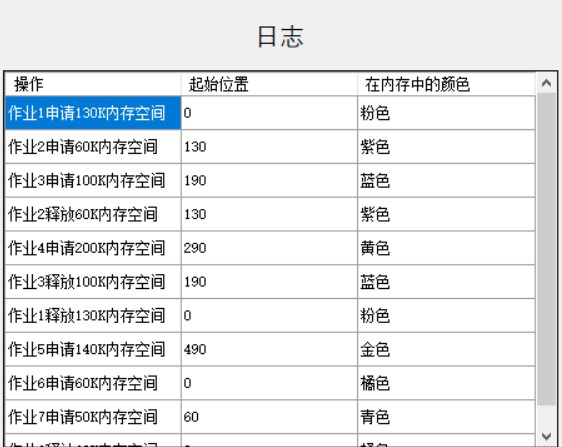 日志
操作 起始位置 在内存中的颜色
作业1申请130K内存空间 0 粉色
作业2申请60K内存空间 130 紫色
作业3申请100K内存空间 190 蓝色
作业2释放60K内存空间 130 紫色
作业4申请200K内存空间 290 黄色
作业3释放100K内存空间 190 蓝色
作业1释放130K内存空间 0 粉色
作业5申请140K内存空间 490 金色
作业6申请60K内存空间 0 橘色
作业7申请50K内存空间 60 青色